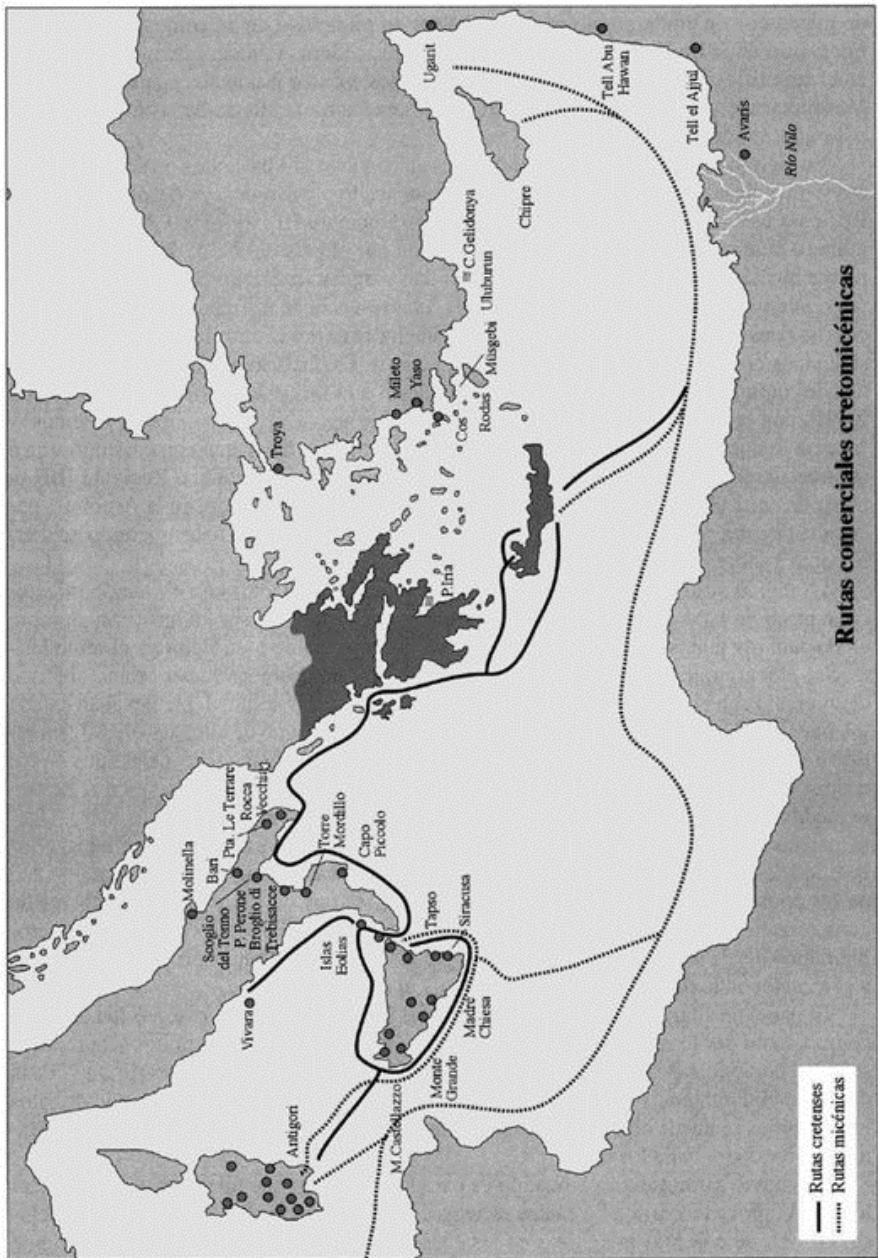 Ugarit
Tell Abu
Hawan
Tell el Ajjul
Avaris
Río Nilo
Chipre
C.Gelidonya
Uluburun
Müsgebi
Rodas
Cos
Yaso
Mileto
Troya
P.Iria
Rutas comerciales cretomicénicas
Molinella
Bari
Pta. Le Terrare
Rocca
Vecchia
Scoglio
del Tonno
P. Perone
Broglio di
Trebisacce
Torre
Mordillo
Capo
Piccolo
Vivara
Islas
Eolias
Tapso
Siracusa
Madre
Chiesa
Monte
Grande
M.Castellazzo
Antigori
Rutas cretenses
Rutas micénicas